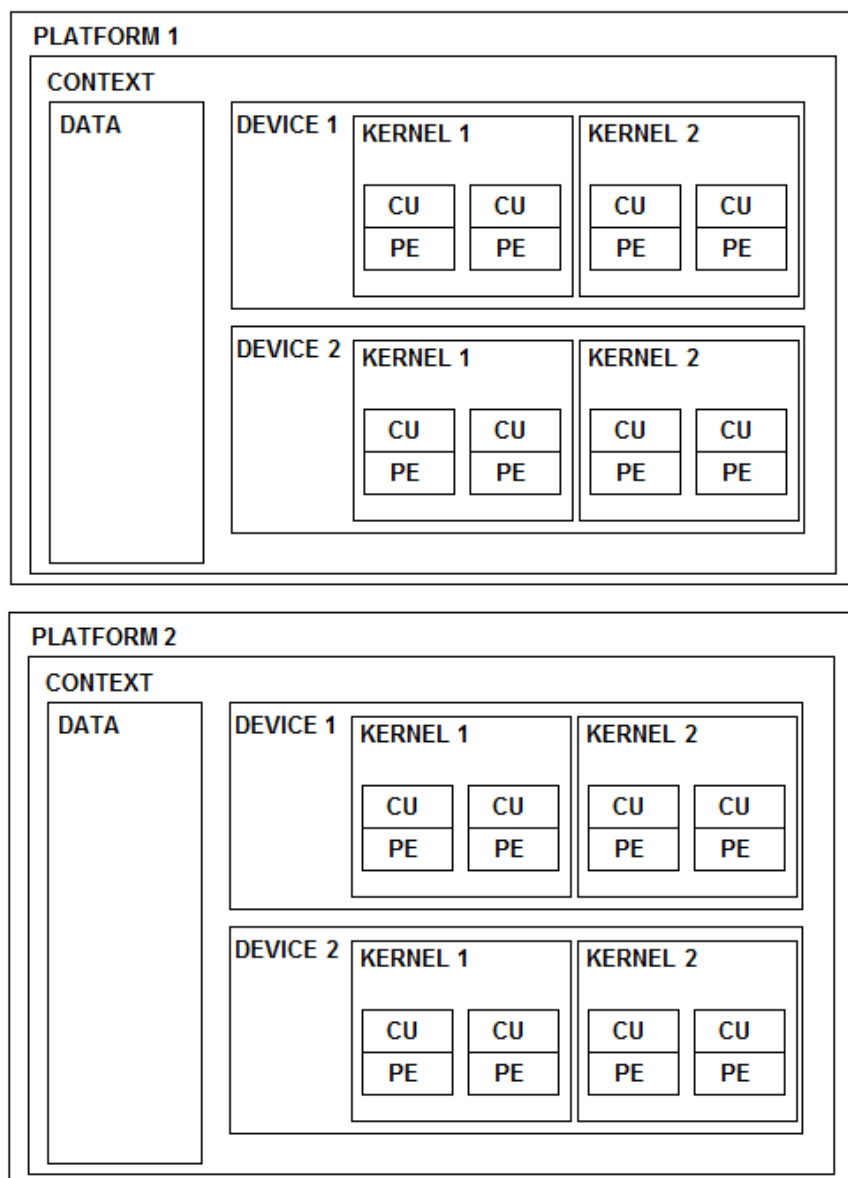 PLATFORM 1
CONTEXT
DATA
DEVICE 1
KERNEL 1
KERNEL 2
CU CU CU CU
PE PE PE PE
DEVICE 2
KERNEL 1
KERNEL 2
CU CU CU CU
PE PE PE PE
PLATFORM 2
CONTEXT
DATA
DEVICE 1
KERNEL 1
KERNEL 2
CU CU CU CU
PE PE PE PE
DEVICE 2
KERNEL 1
KERNEL 2
CU CU CU CU
PE PE PE PE